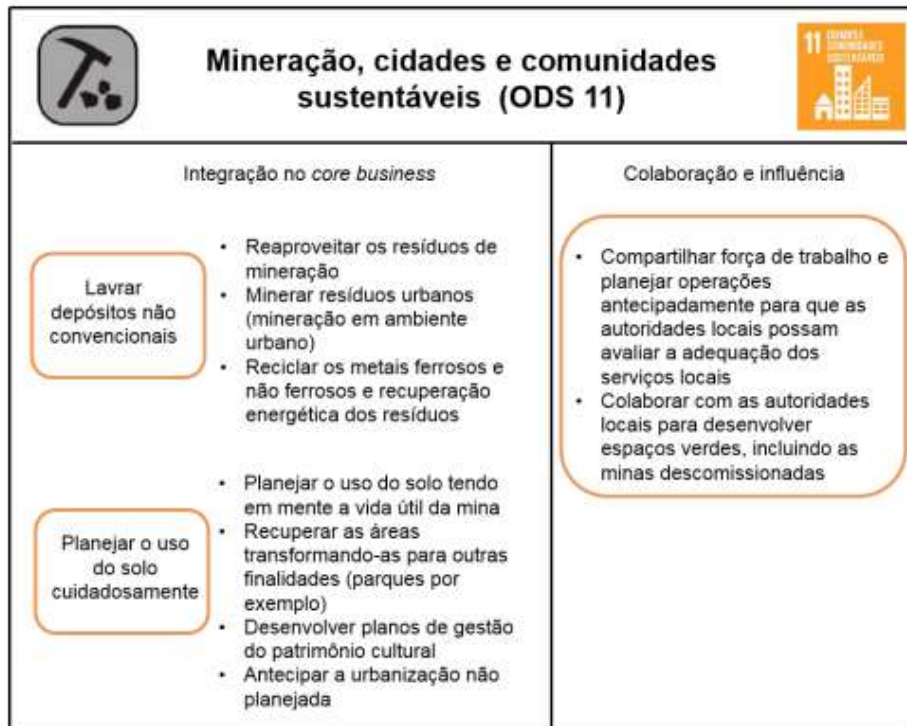 Mineração, cidades e comunidades
sustentáveis (ODS 11)
11 CIDADES E
COMUNIDADES
SUSTENTÁVEIS
Integração no core business
Lavrar
depósitos não
convencionais
• Reaproveitar os resíduos de
mineração
• Minerar resíduos urbanos
(mineração em ambiente
urbano)
• Reciclar os metais ferrosos e
não ferrosos e recuperação
energética dos resíduos
Planejar o uso
do solo
cuidadosamente
• Planejar o uso do solo tendo
em mente a vida útil da mina
• Recuperar as áreas
transformando-as para outras
finalidades (parques por
exemplo)
• Desenvolver planos de gestão
do patrimônio cultural
• Antecipar a urbanização não
planejada
Colaboração e influência
• Compartilhar força de trabalho e
planejar operações
antecipadamente para que as
autoridades locais possam
avaliar a adequação dos
serviços locais
• Colaborar com as autoridades
locais para desenvolver
espaços verdes, incluindo as
minas descomissionadas